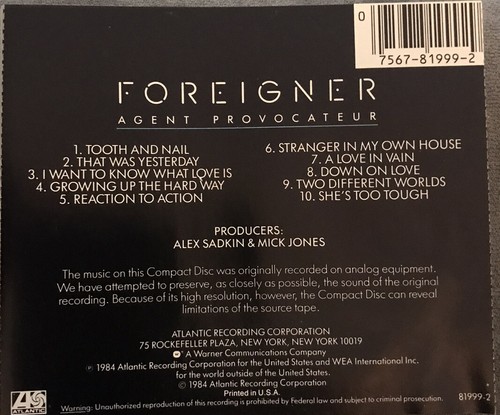 0
7567-81999-2
FOREIGNER
AGENT PROVOCATEUR
1. TOOTH AND NAIL
2. THAT WAS YESTERDAY
3. I WANT TO KNOW WHAT LOVE IS
4. GROWING UP THE HARD WAY
5. REACTION TO ACTION
6. STRANGER IN MY OWN HOUSE
7. A LOVE IN VAIN
8. DOWN ON LOVE
9. TWO DIFFERENT WORLDS
10. SHE'S TOO TOUGH
PRODUCERS:
ALEX SADKIN & MICK JONES
The music on this Compact Disc was originally recorded on analog equipment.
We have attempted to preserve, as closely as possible, the sound of the original
recording. Because of its high resolution, however, the Compact Disc can reveal
limitations of the source tape.
ATLANTIC RECORDING CORPORATION
75 ROCKEFELLER PLAZA, NEW YORK, NEW YORK 10019
A Warner Communications Company
℗ 1984 Atlantic Recording Corporation for the United States and WEA International Inc.
for the world outside of the United States.
© 1984 Atlantic Recording Corporation
Printed in U.S.A.
ATLANTIC
Warning: Unauthorized reproduction of this recording is prohibited by Federal law and subject to criminal prosecution.
81999-2